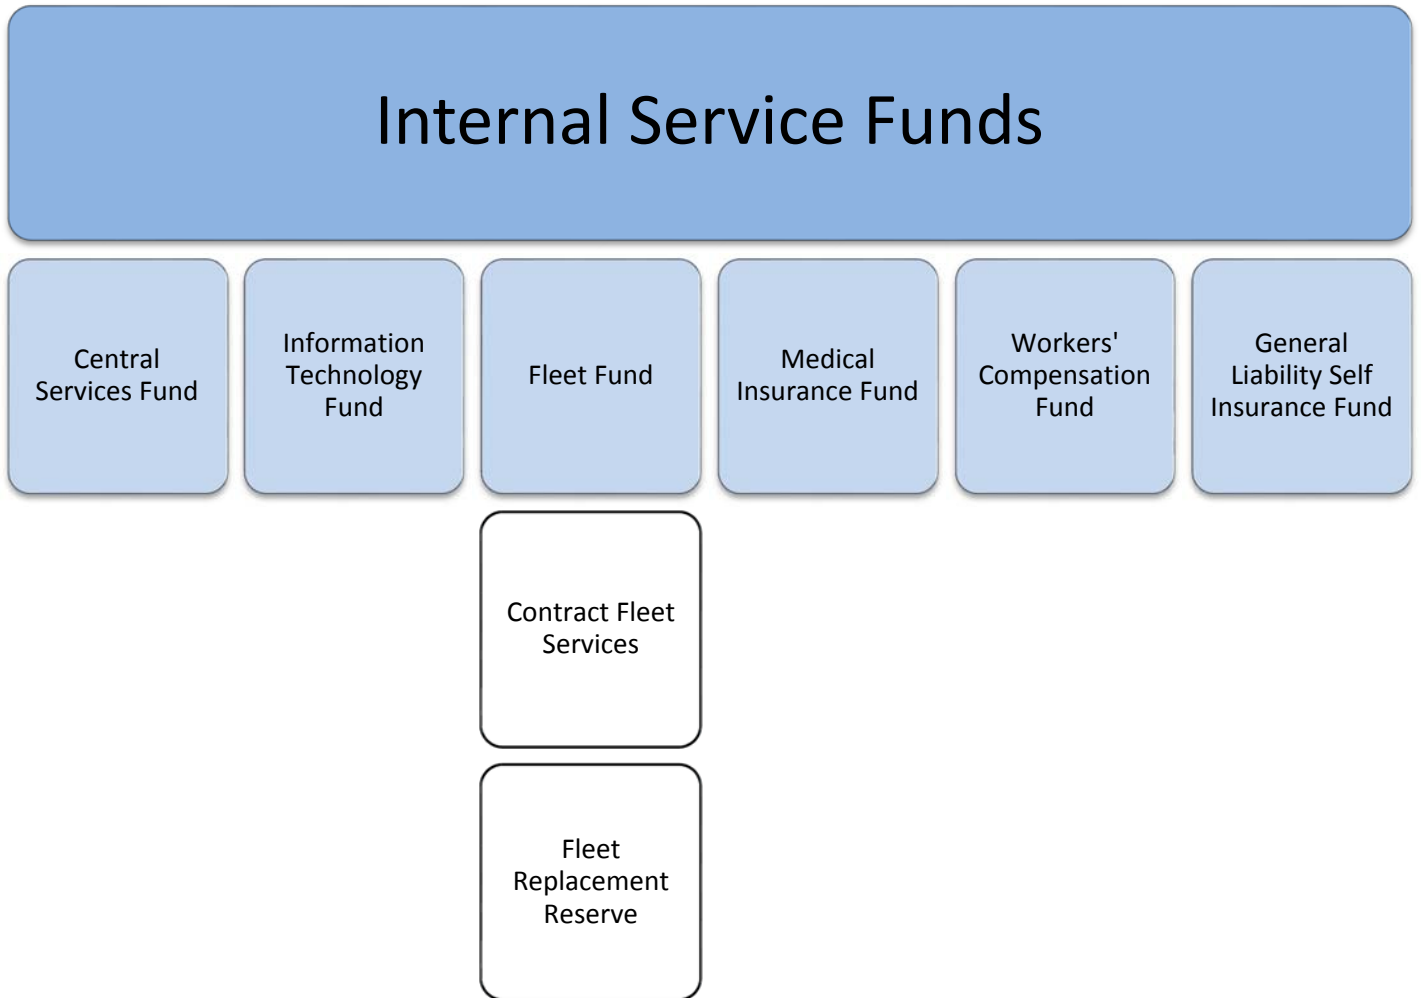 Internal Service Funds
Central
Services Fund
Information
Technology
Fund
Fleet Fund
Medical
Insurance Fund
Workers'
Compensation
Fund
General
Liability Self
Insurance Fund
Contract Fleet
Services
Fleet
Replacement
Reserve